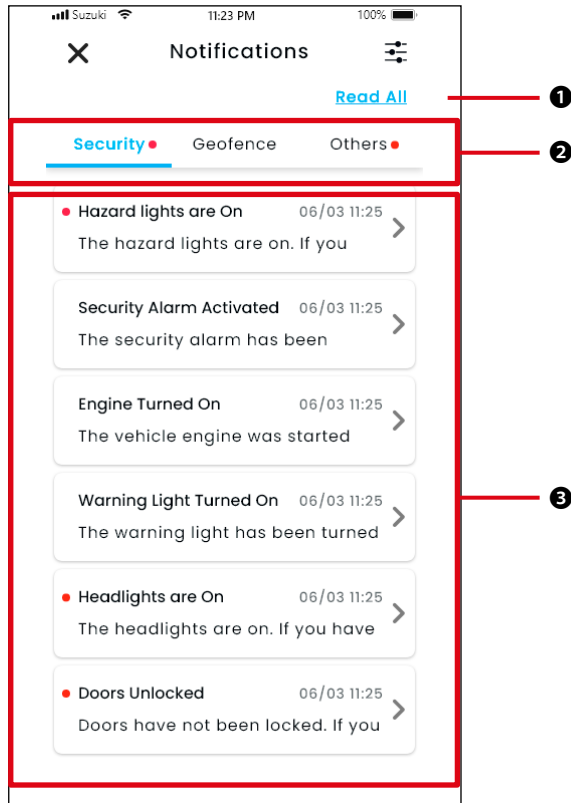 Suzuki 11:23 PM 100%
Notifications
Read All
❶
Security Geofence Others
❷
Hazard lights are On 06/03 11:25
The hazard lights are on. If you
Security Alarm Activated 06/03 11:25
The security alarm has been
Engine Turned On 06/03 11:25
The vehicle engine was started
Warning Light Turned On 06/03 11:25
The warning light has been turned
❸
Headlights are On 06/03 11:25
The headlights are on. If you have
Doors Unlocked 06/03 11:25
Doors have not been locked. If you